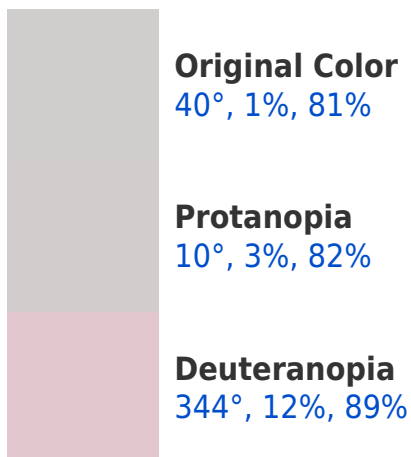 Original Color
40°, 1%, 81%
Protanopia
10°, 3%, 82%
Deuteranopia
344°, 12%, 89%